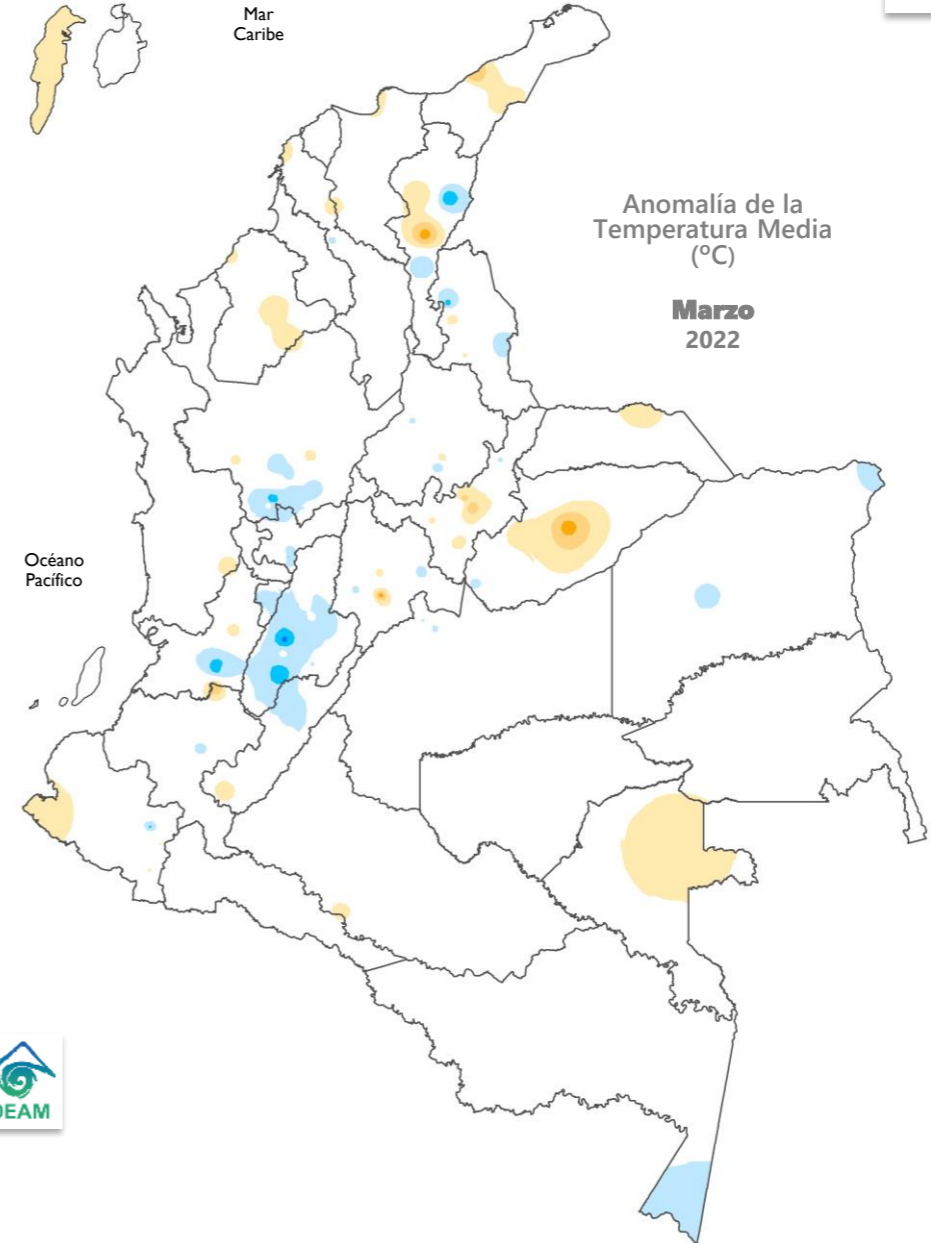 Mar
Caribe
Anomalía de la
Temperatura Media
(ºC)
Marzo
2022
Océano
Pacífico
DEAM